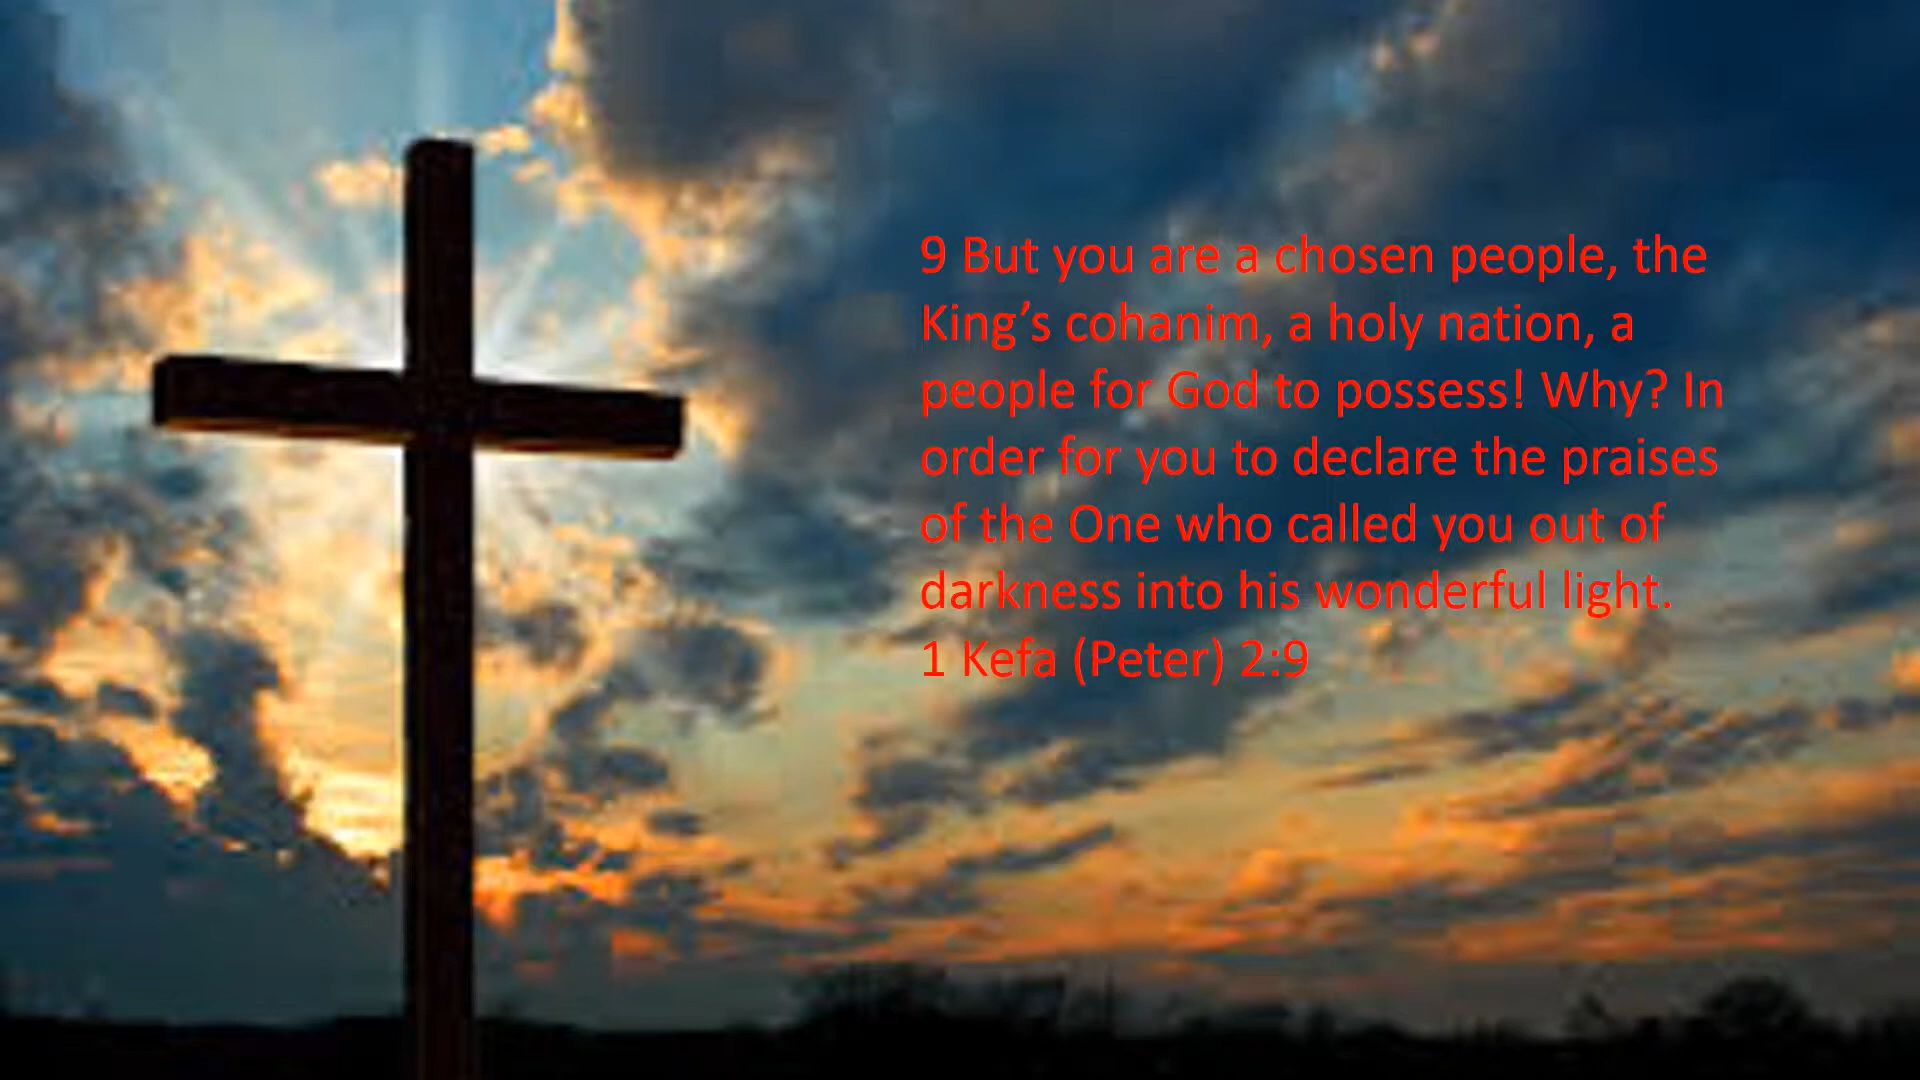 9 But you are a chosen people, the
King’s cohanim, a holy nation, a
people for God to possess! Why? In
order for you to declare the praises
of the One who called you out of
darkness into his wonderful light.
1 Kefa (Peter) 2:9